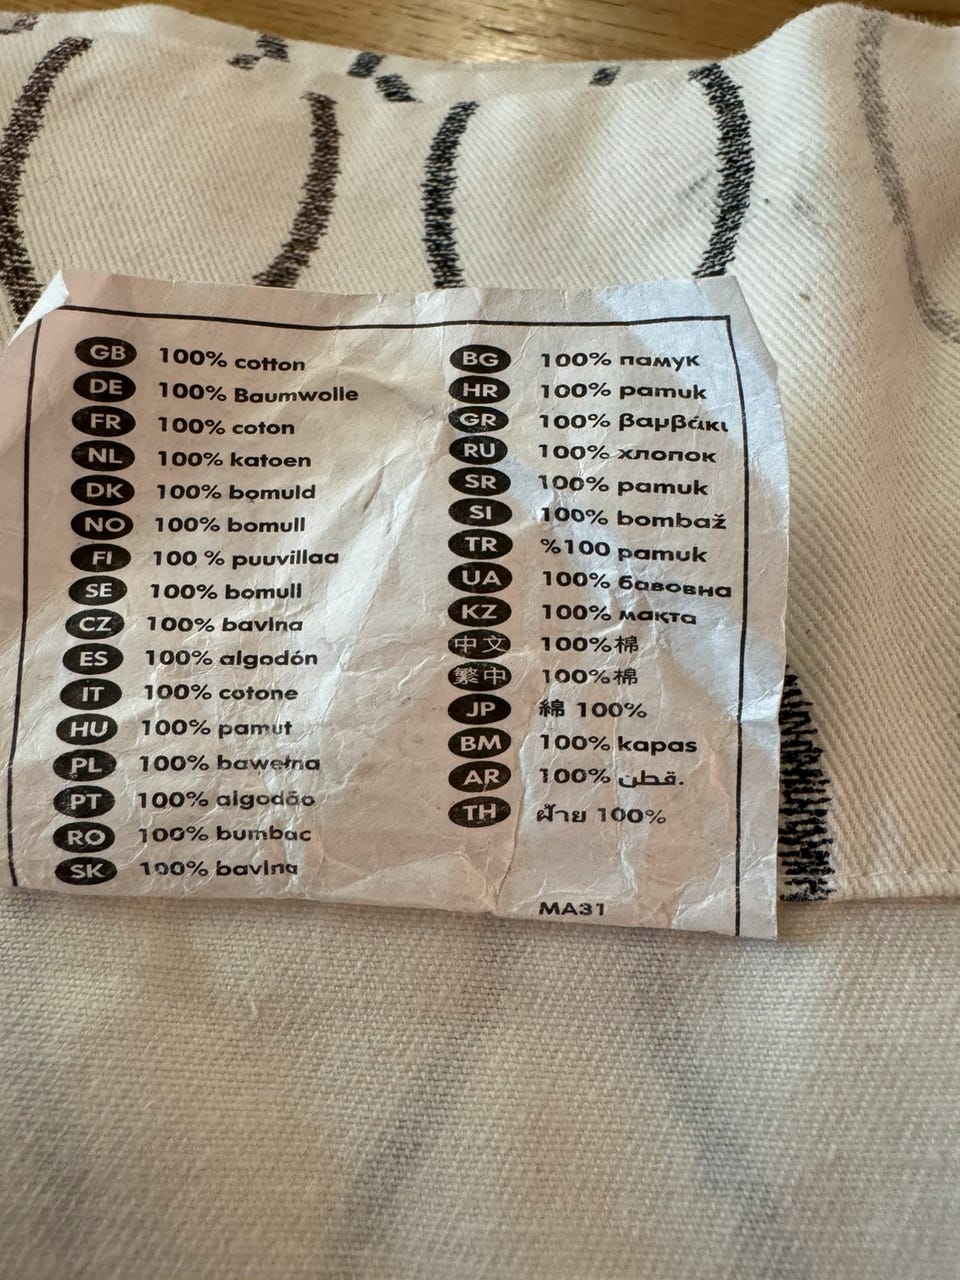 GB 100% cotton
DE 100% Baumwolle
FR 100% coton
NL 100% katoen
DK 100% bomuld
NO 100% bomull
FI 100 % puuvillaa
SE 100% bomull
CZ 100% bavlna
ES 100% algodón
IT 100% cotone
HU 100% pamut
PL 100% bawełna
PT 100% algodão
RO 100% bumbac
SK 100% bavlna
BG 100% памук
HR 100% pamuk
GR 100% βαμβάκι
RU 100% хлопок
SR 100% pamuk
SI 100% bombaž
TR %100 pamuk
UA 100% бавовна
KZ 100% мақта
中文 100%棉
繁中 100%棉
JP 綿 100%
BM 100% kapas
AR 100% قطن.
TH ฝ้าย 100%
MA31